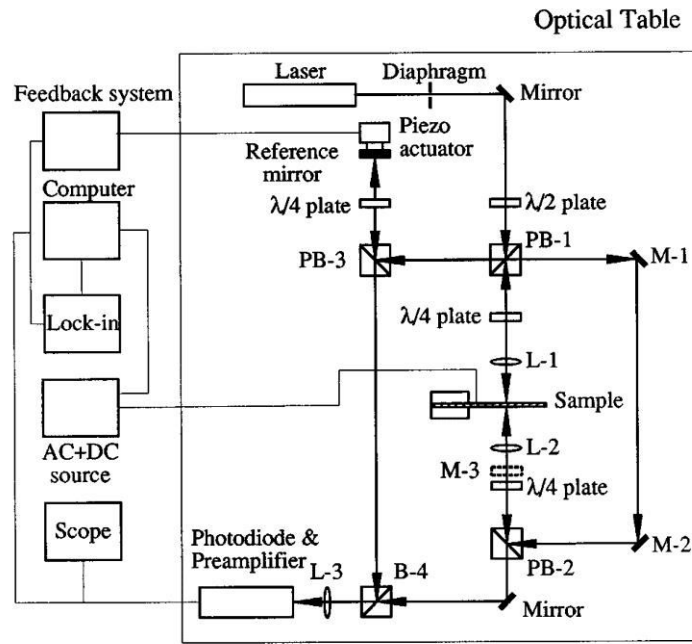 Optical Table
Laser
Diaphragm
Mirror
Feedback system
Piezo
actuator
Reference
mirror
Computer
λ/4 plate
λ/2 plate
PB-3
PB-1
M-1
λ/4 plate
Lock-in
L-1
Sample
AC+DC
source
L-2
M-3
λ/4 plate
Scope
Photodiode &
Preamplifier
L-3
B-4
PB-2
M-2
Mirror